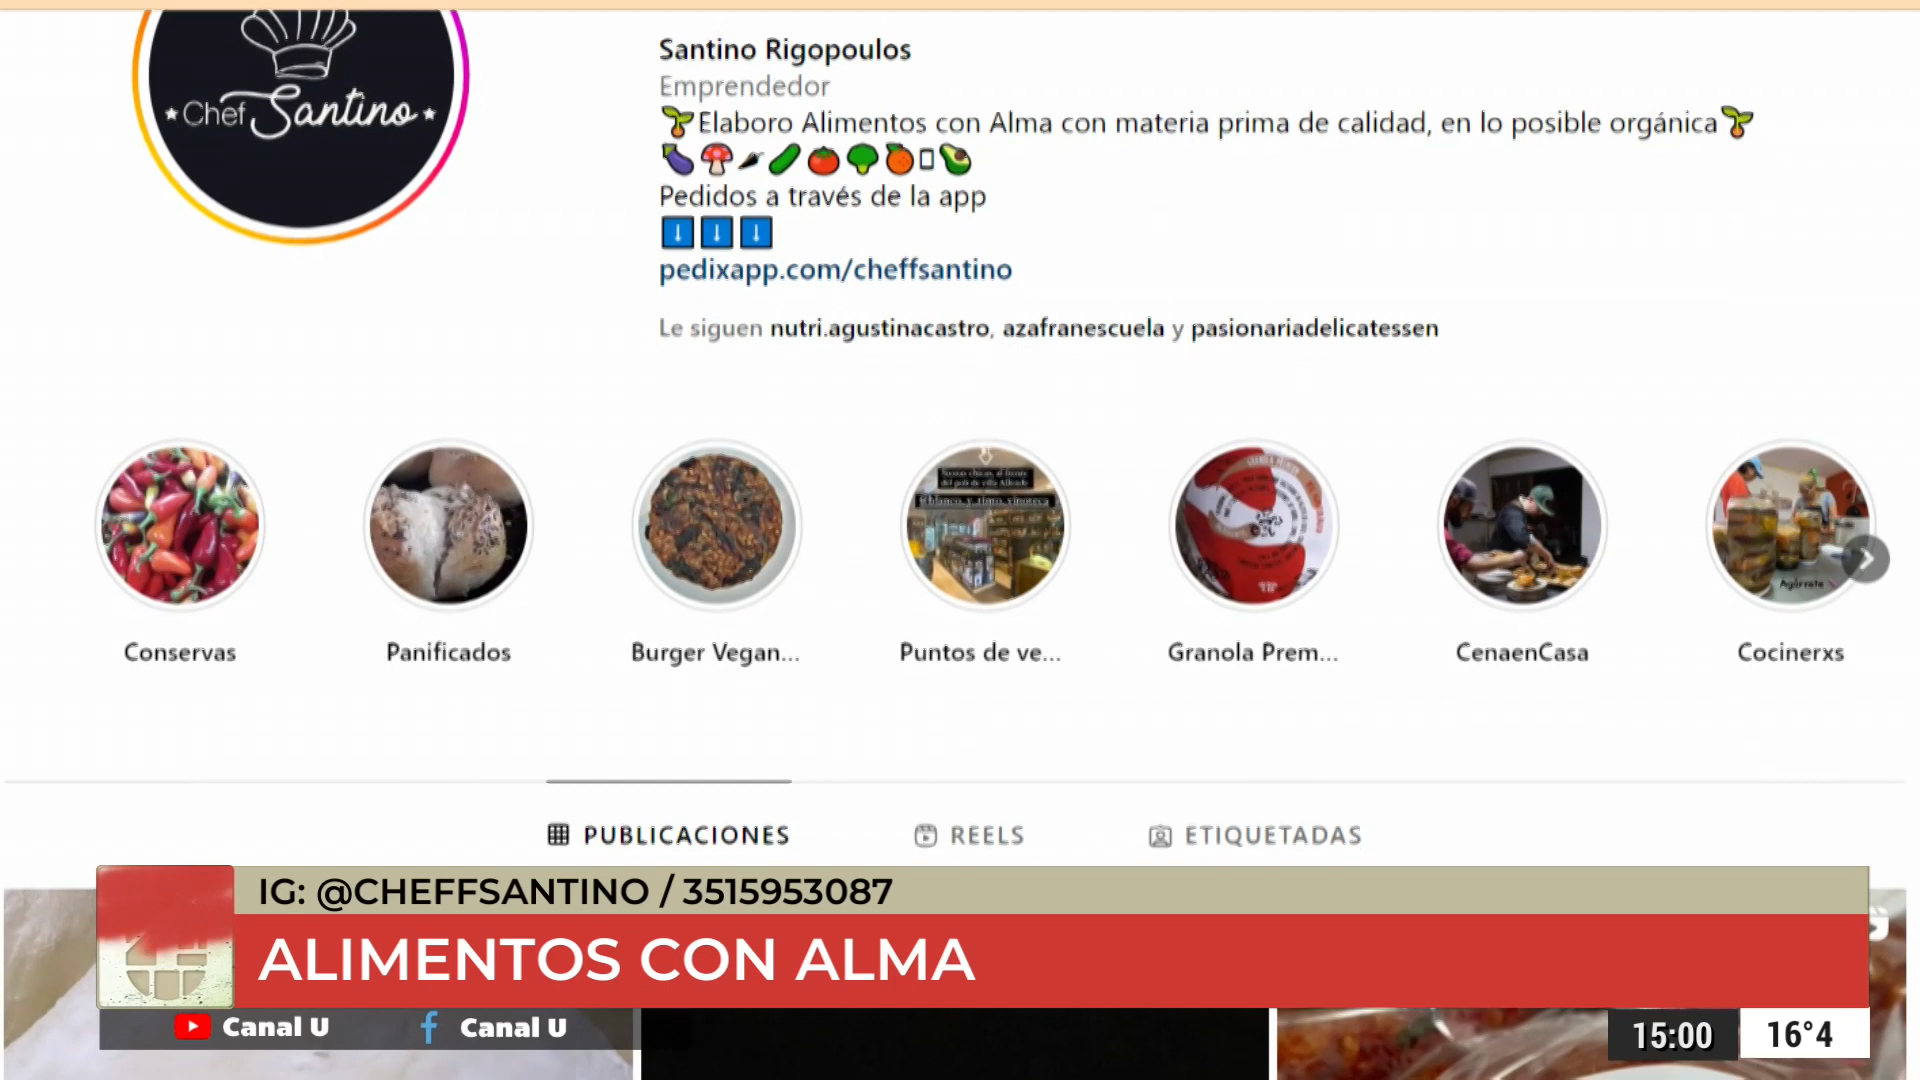 Chef Santino
Santino Rigopoulos
Emprendedor
Elaboro Alimentos con Alma con materia prima de calidad, en lo posible orgánica
Pedidos a través de la app
pedixapp.com/cheffsantino
Le siguen nutri.agustinacastro, azafranescuela y pasionariadelicatessen
Conservas
Panificados
Burger Vegan...
Puntos de ve...
Granola Prem...
CenaenCasa
Cocinerxs
PUBLICACIONES
REELS
ETIQUETADAS
IG: @CHEFFSANTINO / 3515953087
ALIMENTOS CON ALMA
Canal U
Canal U
15:00
16°4